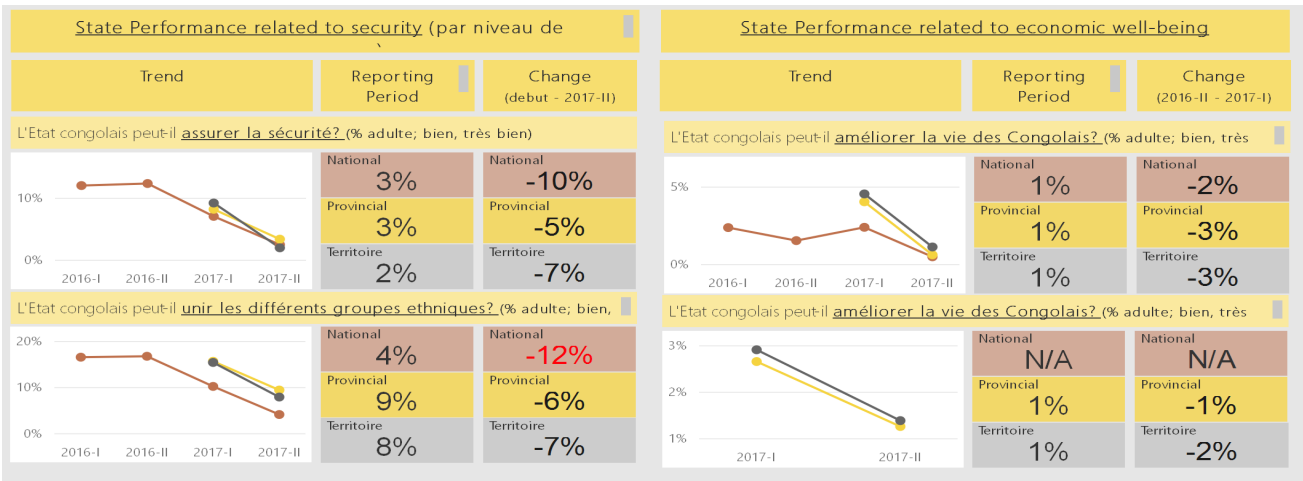 State Performance related to security (par niveau de
Trend
Reporting Period
Change
(debut - 2017-II)
L'Etat congolais peut-il assurer la sécurité? (% adulte; bien, très bien)
10%
0%
2016-I 2016-II 2017-I 2017-II
National
3%
National
-10%
Provincial
3%
Provincial
-5%
Territoire
2%
Territoire
-7%
L'Etat congolais peut-il unir les différents groupes ethniques? (% adulte; bien,
20%
10%
0%
2016-I 2016-II 2017-I 2017-II
National
4%
National
-12%
Provincial
9%
Provincial
-6%
Territoire
8%
Territoire
-7%
State Performance related to economic well-being
Trend
Reporting Period
Change
(2016-II - 2017-I)
L'Etat congolais peut-il améliorer la vie des Congolais? (% adulte; bien, très
5%
0%
2016-I 2016-II 2017-I 2017-II
National
1%
National
-2%
Provincial
1%
Provincial
-3%
Territoire
1%
Territoire
-3%
L'Etat congolais peut-il améliorer la vie des Congolais? (% adulte; bien, très
3%
2%
1%
2017-I 2017-II
National
N/A
National
N/A
Provincial
1%
Provincial
-1%
Territoire
1%
Territoire
-2%